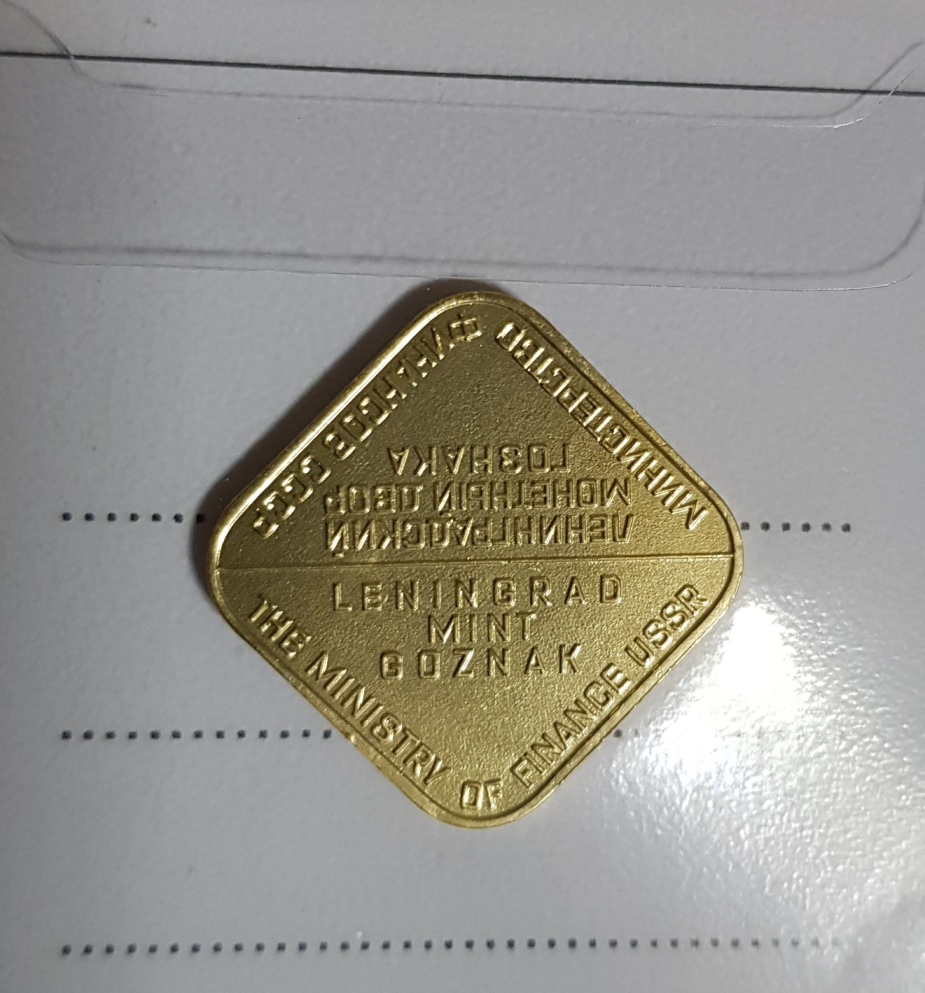 МИНИСТЕРСТВО ФИНАНСОВ СССР
ЛЕНИНГРАДСКИЙ
МОНЕТНЫЙ ДВОР
ГОЗНАКА
LENINGRAD
MINT
GOZNAK
THE MINISTRY OF FINANCE USSR